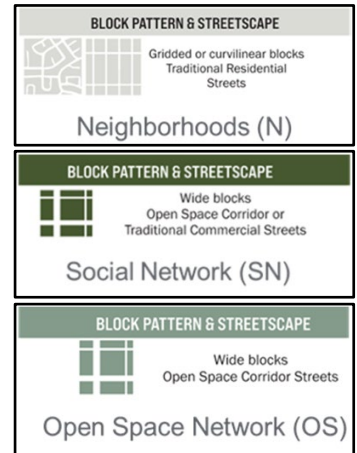 BLOCK PATTERN & STREETSCAPE
Gridded or curvilinear blocks
Traditional Residential
Streets
Neighborhoods (N)
BLOCK PATTERN & STREETSCAPE
Wide blocks
Open Space Corridor or
Traditional Commercial Streets
Social Network (SN)
BLOCK PATTERN & STREETSCAPE
Wide blocks
Open Space Corridor Streets
Open Space Network (OS)